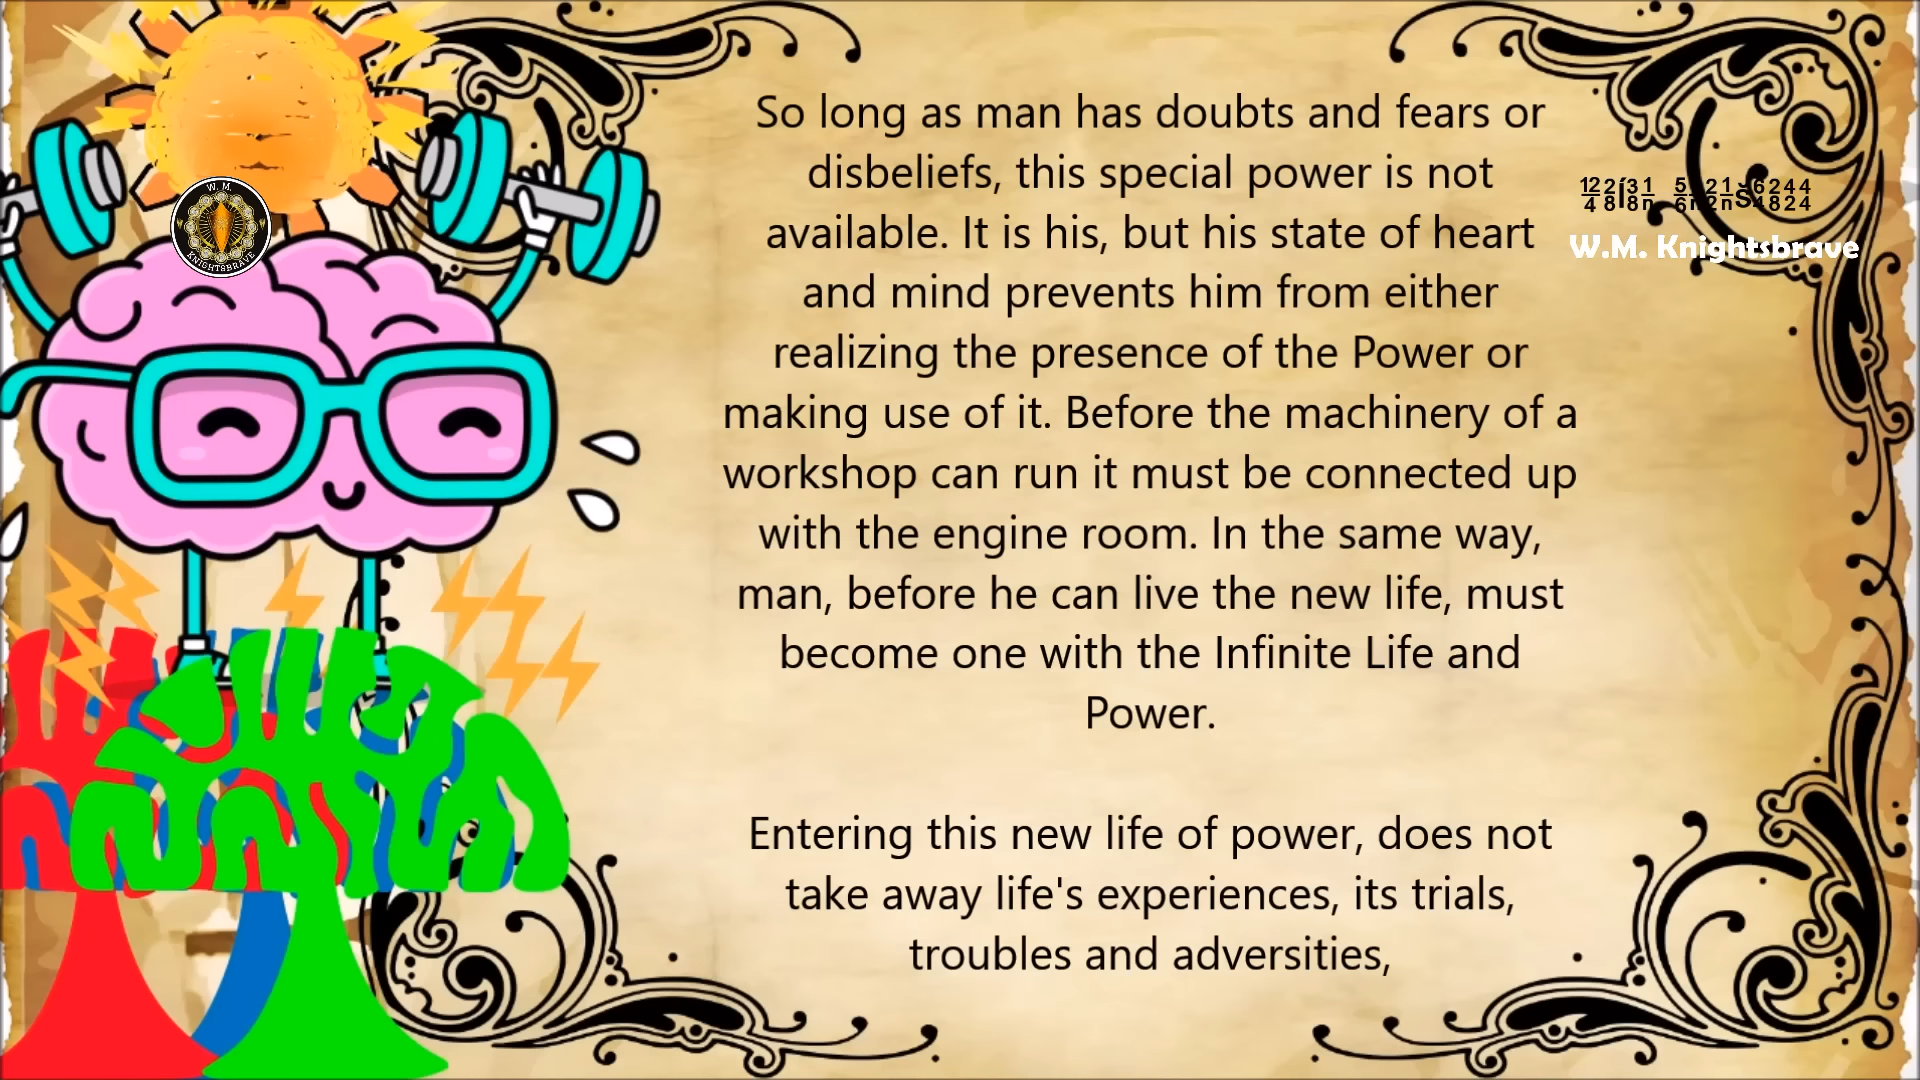 So long as man has doubts and fears or
disbeliefs, this special power is not
available. It is his, but his state of heart
and mind prevents him from either
realizing the presence of the Power or
making use of it. Before the machinery of a
workshop can run it must be connected up
with the engine room. In the same way,
man, before he can live the new life, must
become one with the Infinite Life and
Power.
Entering this new life of power, does not
take away life's experiences, its trials,
troubles and adversities,
W. M.
KNIGHTSBRAVE
W.M. Knightsbrave